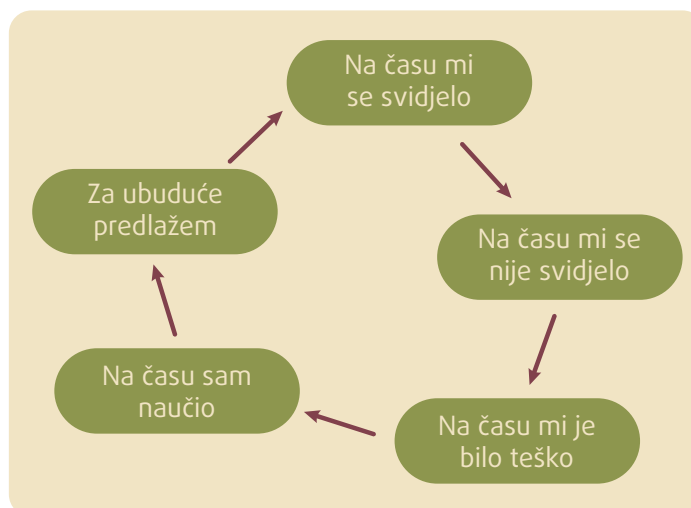 Na času mi
se svidjelo
Na času mi se
nije svidjelo
Na času mi je
bilo teško
Na času sam
naučio
Za ubuduće
predlažem